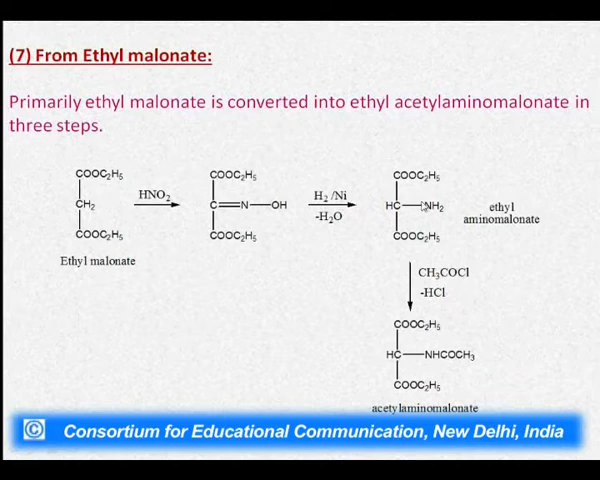 (7) From Ethyl malonate:
Primarily ethyl malonate is converted into ethyl acetylaminomalonate in
three steps.
COOC₂H₅ COOC₂H₅ COOC₂H₅
HNO₂ H₂ /Ni
CH₂ C═N—OH HC—NH₂ ethyl
-H₂O aminomalonate
COOC₂H₅ COOC₂H₅ COOC₂H₅
Ethyl malonate
CH₃COCl
-HCl
COOC₂H₅
HC—NHCOCH₃
COOC₂H₅
acetylaminomalonate
© Consortium for Educational Communication, New Delhi, India